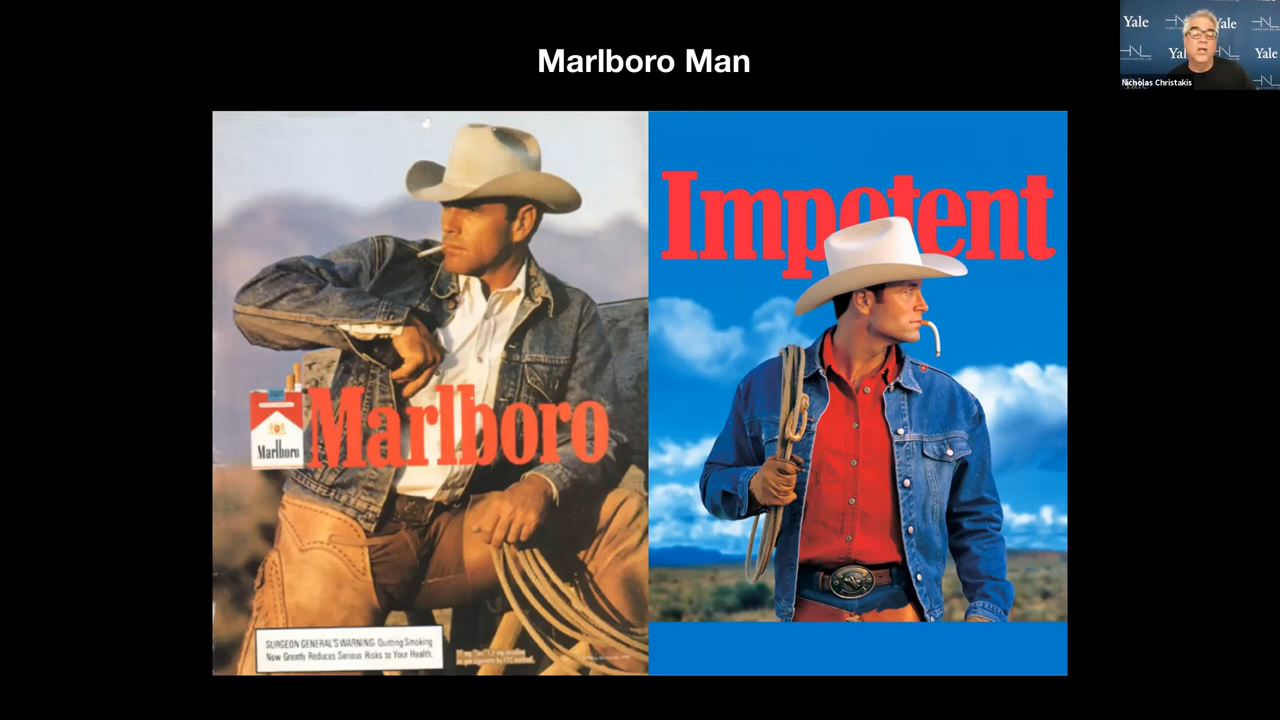 Marlboro Man
Yale
Yale
Yale
Yale
Nicholas Christakis
Impotent
Marlboro
Marlboro
SURGEON GENERAL'S WARNING: Quitting Smoking
Now Greatly Reduces Serious Risks to Your Health.